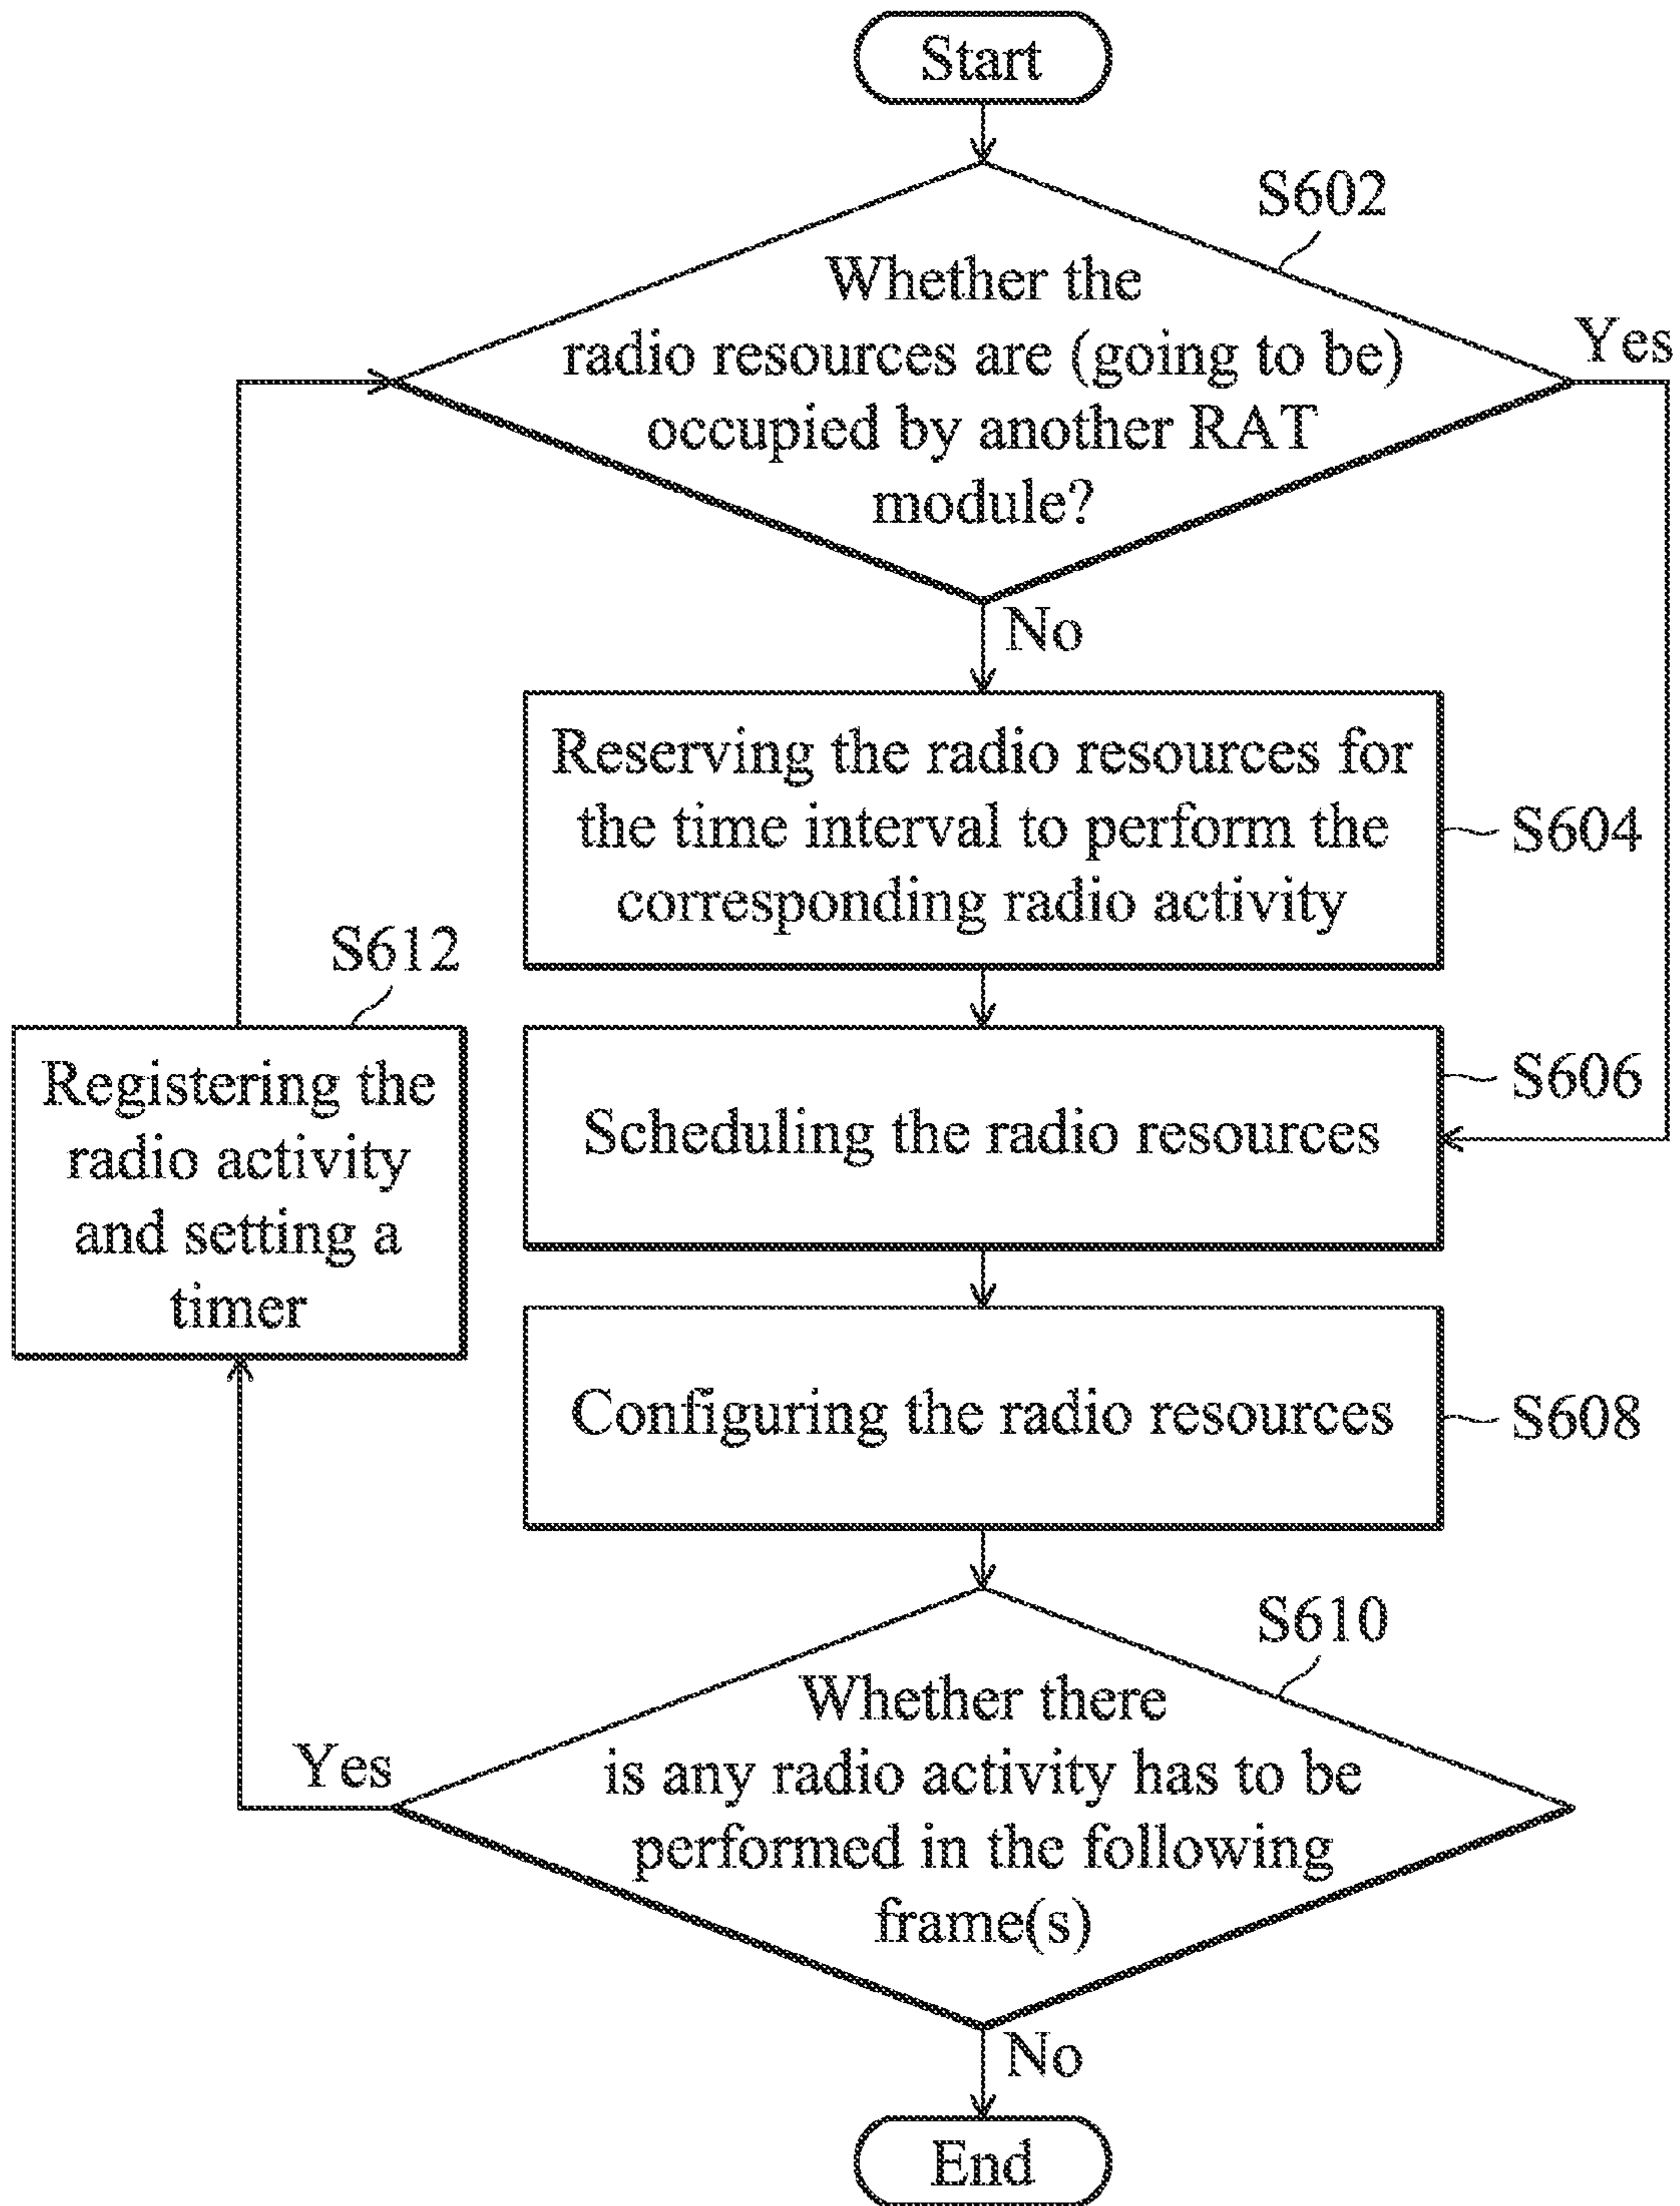 Start
S602
Whether the
radio resources are (going to be)
occupied by another RAT
module?
Yes
No
Reserving the radio resources for
the time interval to perform the
corresponding radio activity
S604
S612
Registering the
radio activity
and setting a
timer
Scheduling the radio resources
S606
Configuring the radio resources
S608
S610
Whether there
is any radio activity has to be
performed in the following
frame(s)
Yes
No
End